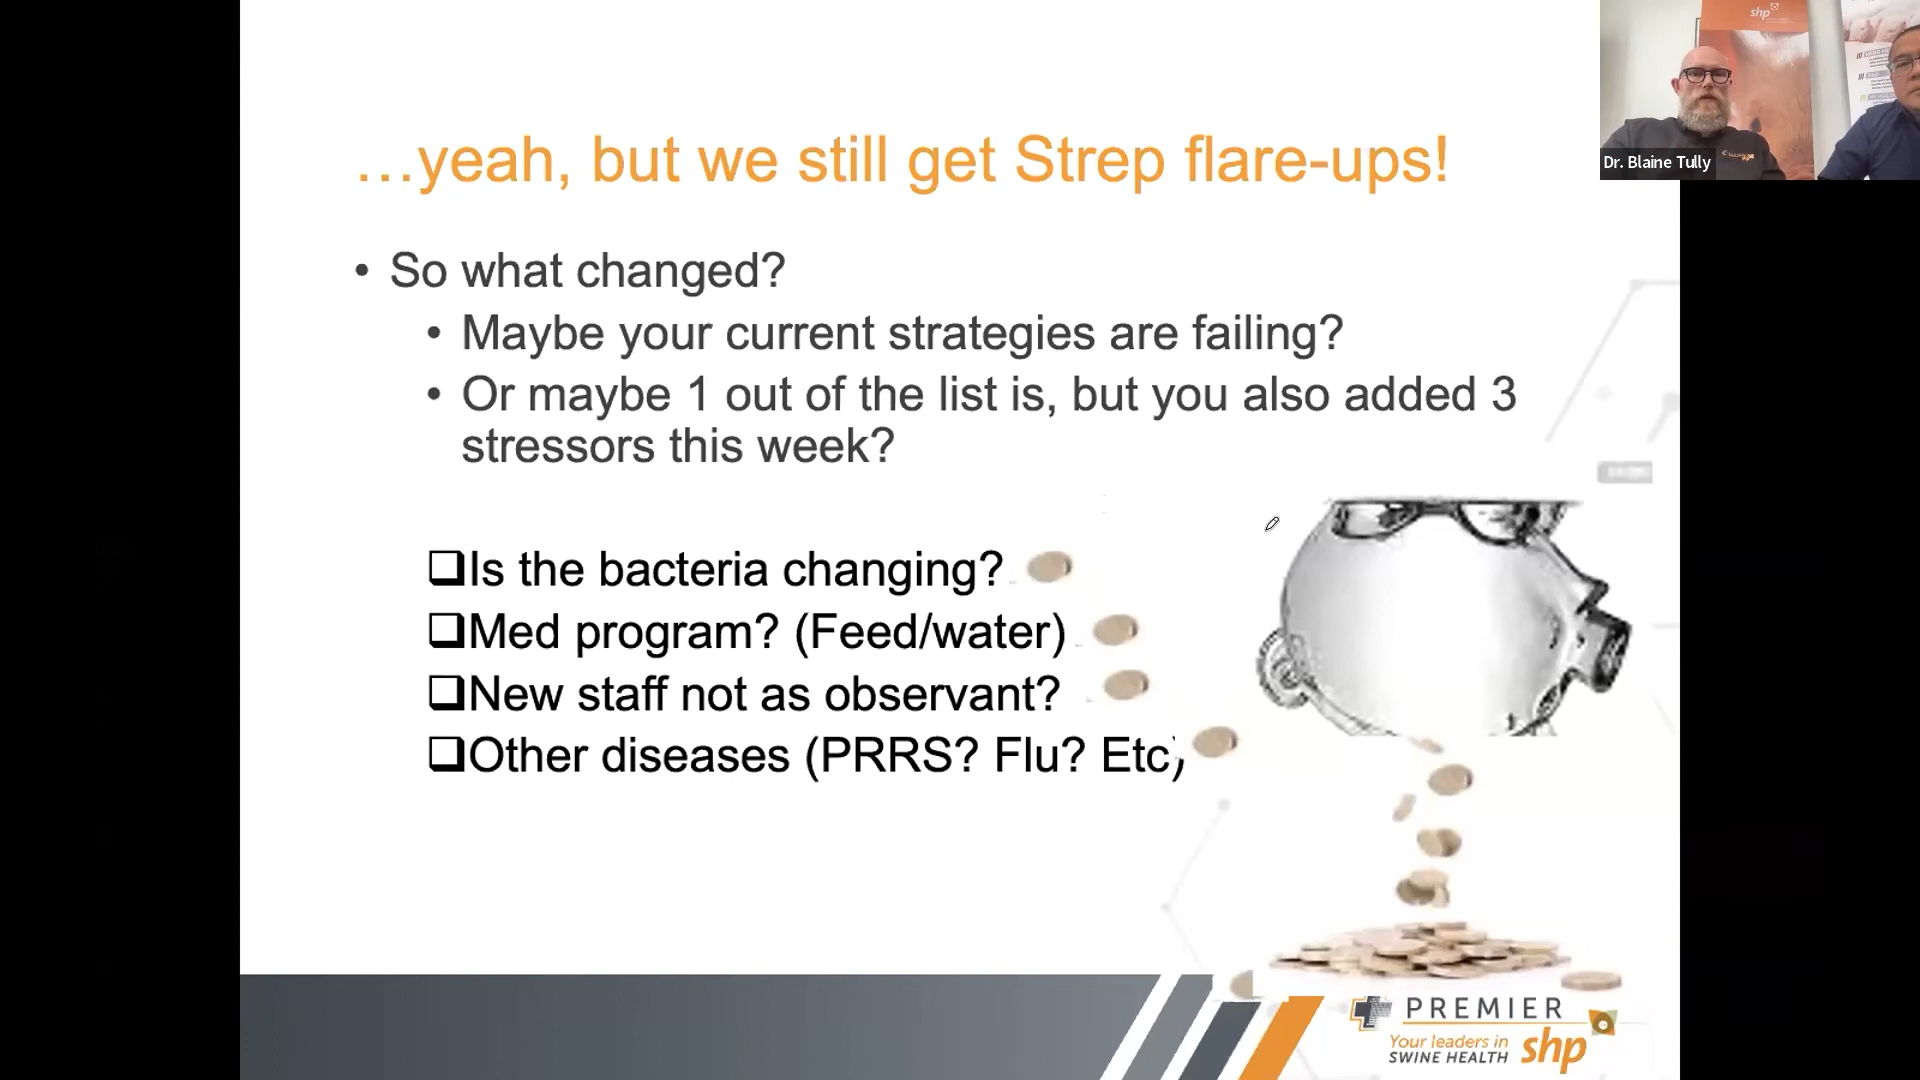 …yeah, but we still get Strep flare-ups!
• So what changed?
• Maybe your current strategies are failing?
• Or maybe 1 out of the list is, but you also added 3
stressors this week?
❑Is the bacteria changing?
❑Med program? (Feed/water)
❑New staff not as observant?
❑Other diseases (PRRS? Flu? Etc)
shp
Dr. Blaine Tully
PREMIER
Your leaders in
SWINE HEALTH
shp